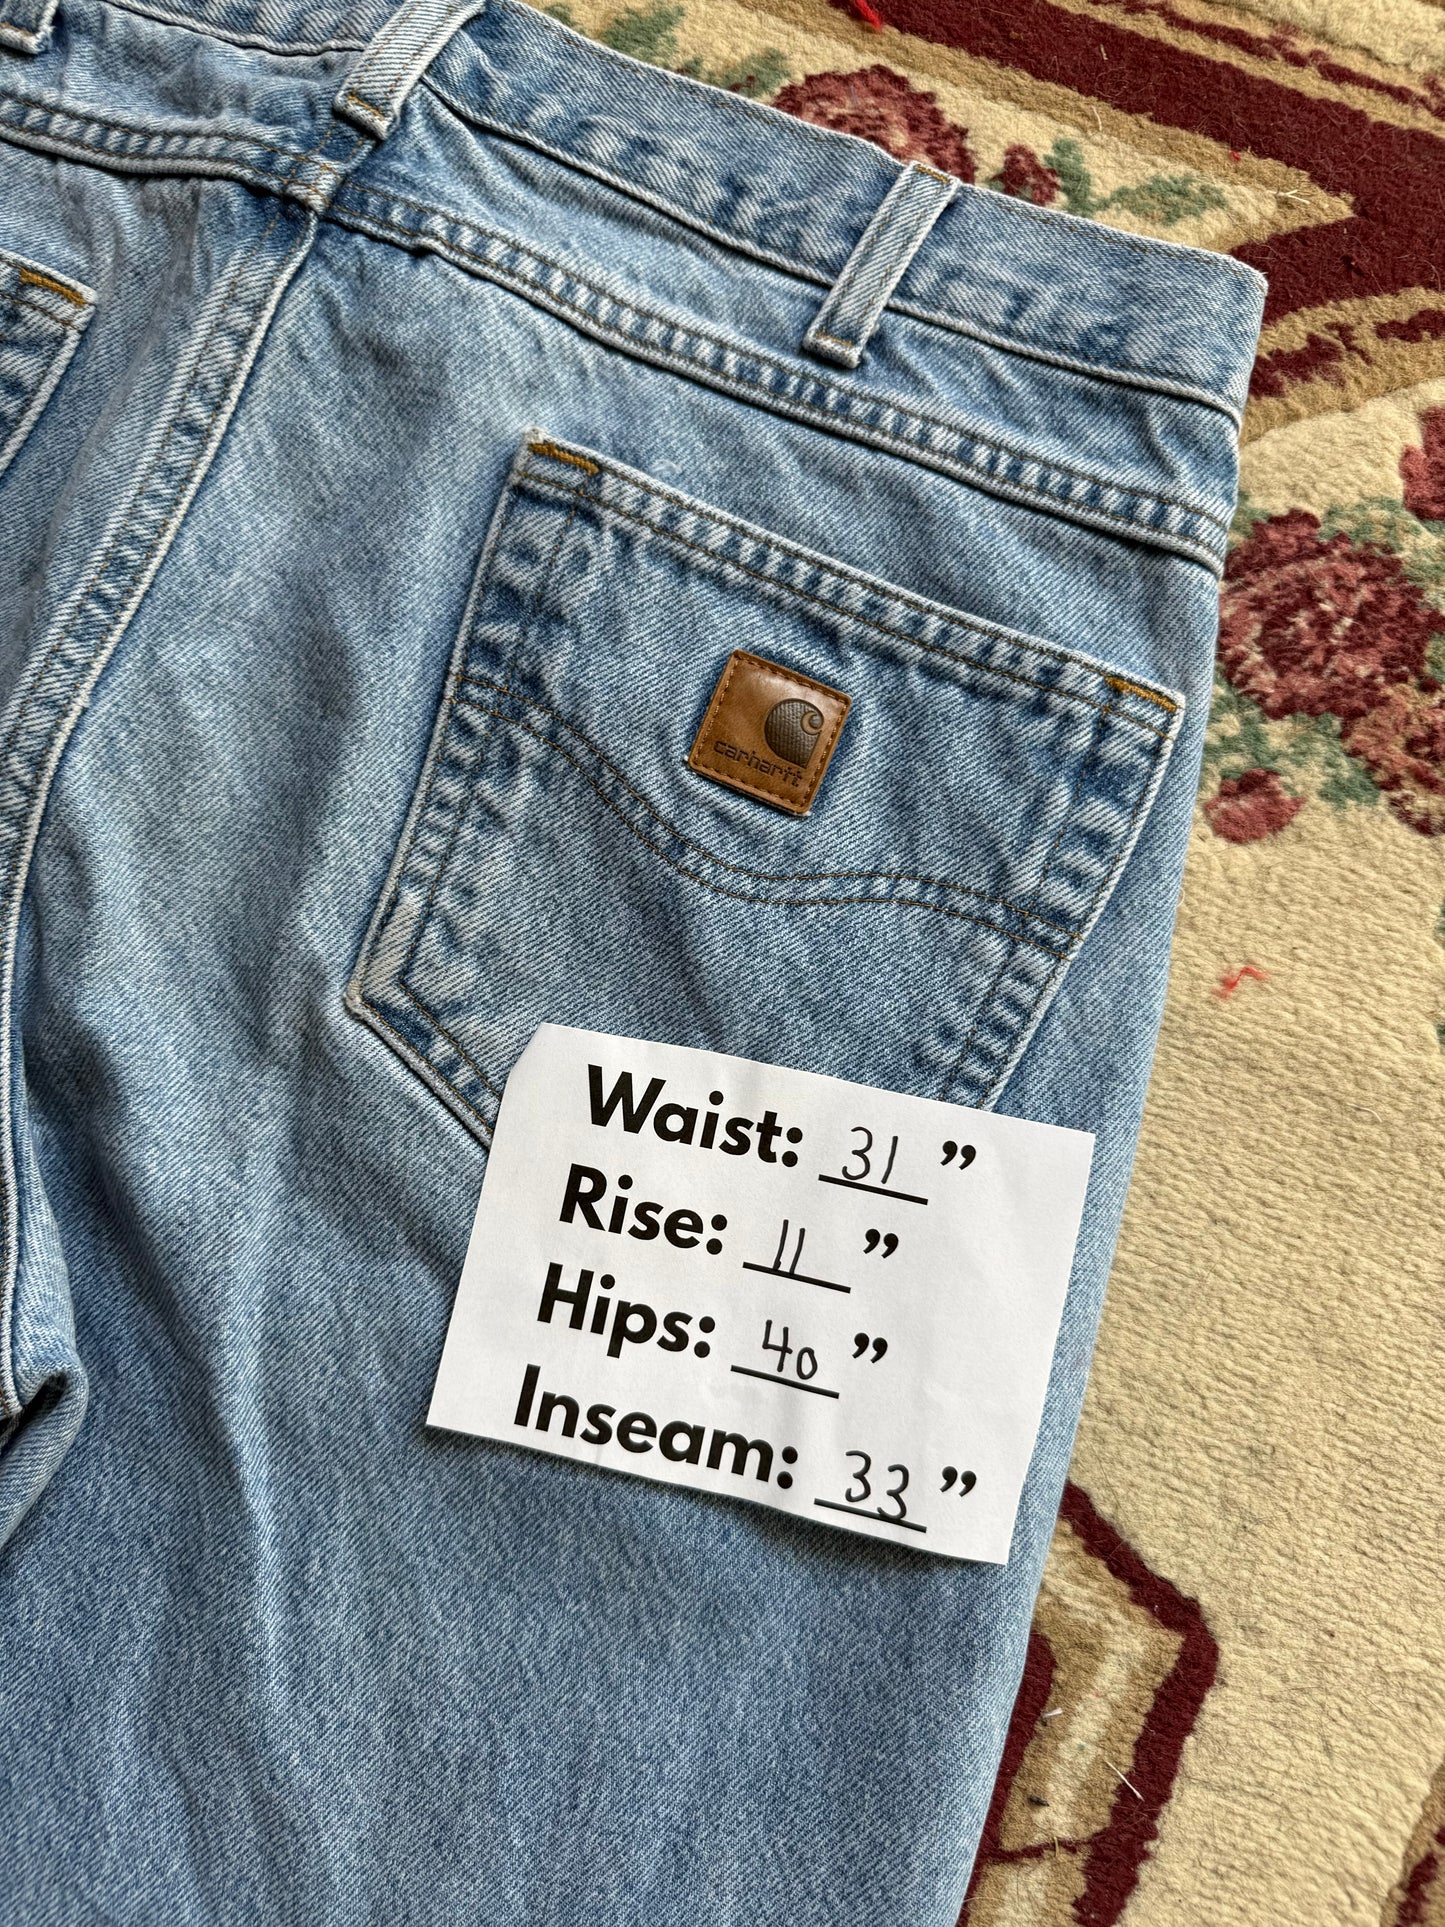 carhartt
Waist: 31”
Rise: 11”
Hips: 40”
Inseam: 33”